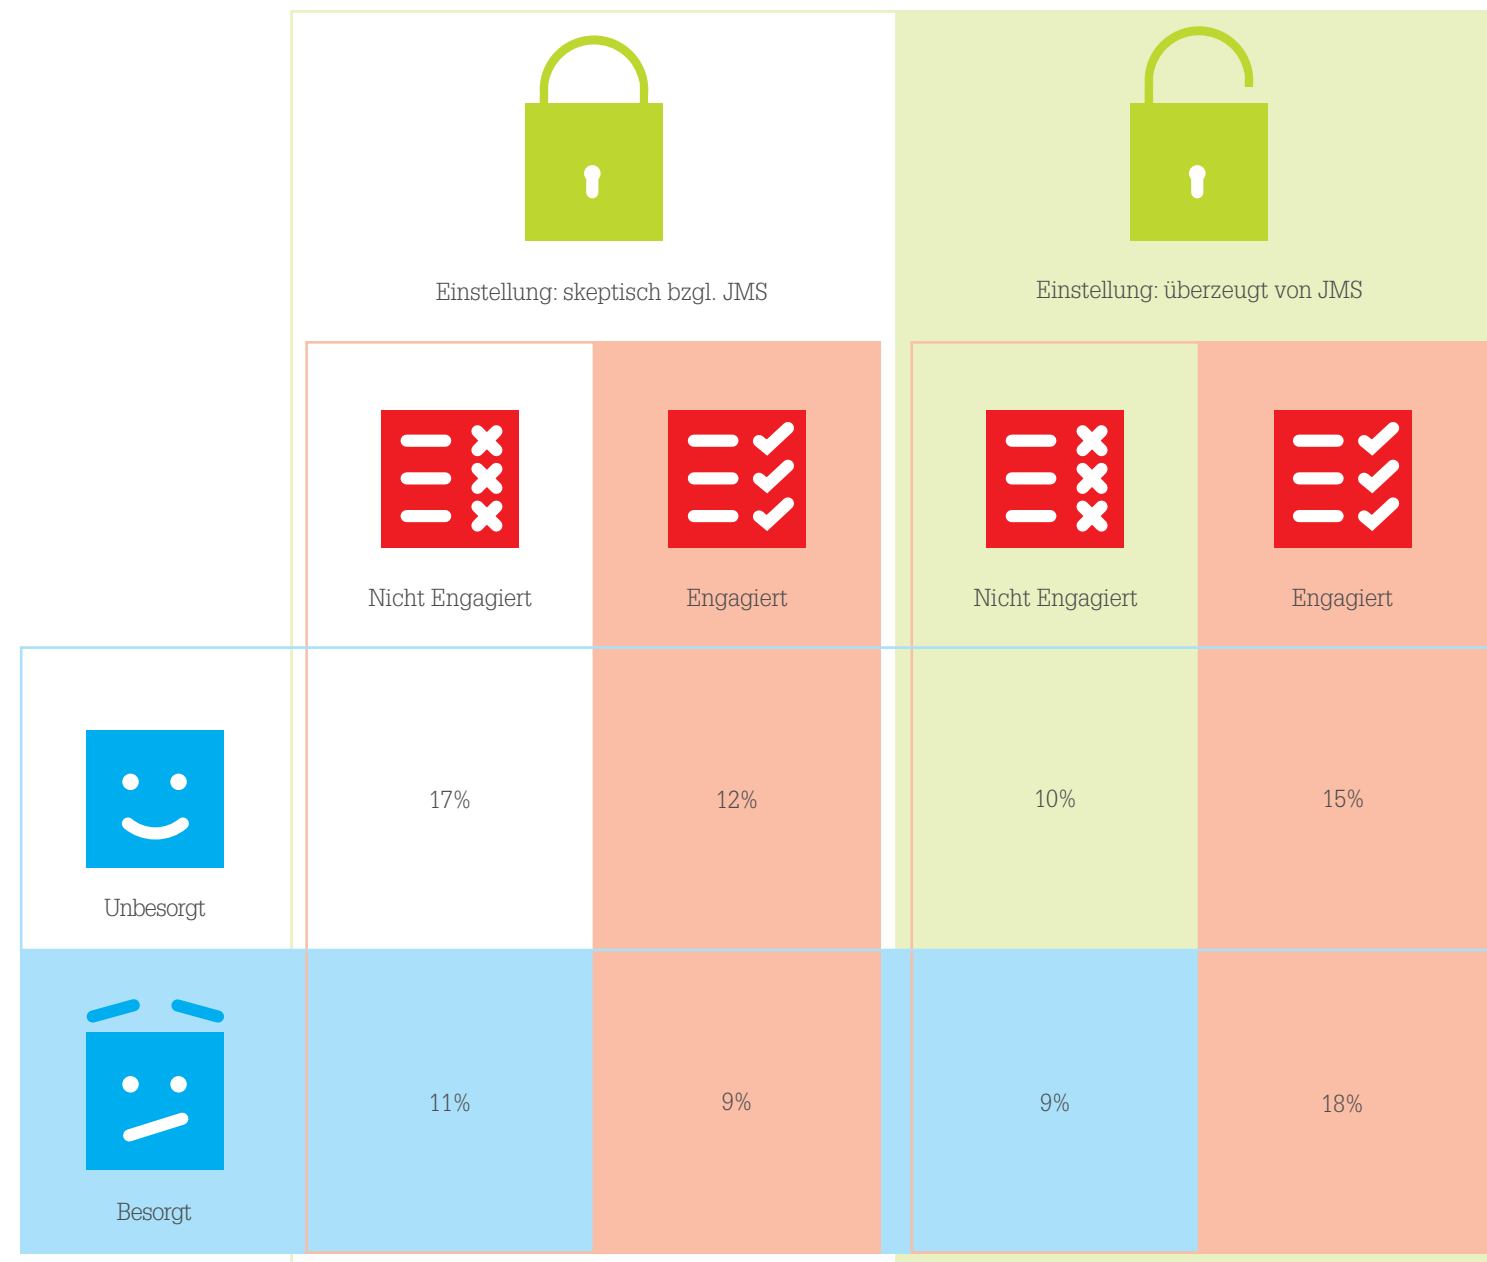 Einstellung: skeptisch bzgl. JMS
Einstellung: überzeugt von JMS
Nicht Engagiert
Engagiert
Nicht Engagiert
Engagiert
Unbesorgt
17%
12%
10%
15%
Besorgt
11%
9%
9%
18%